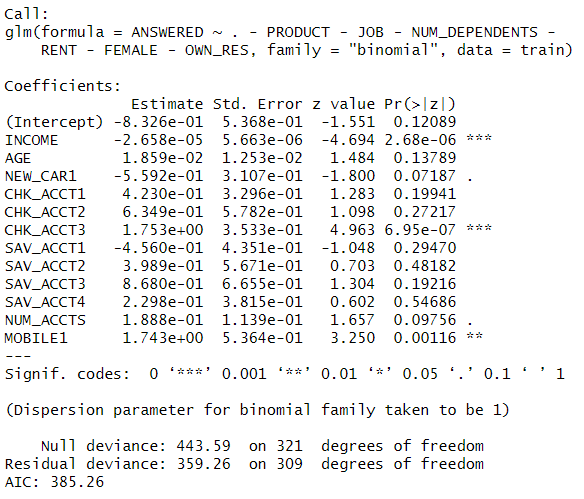 Call:
glm(formula = ANSWERED ~ . - PRODUCT - JOB - NUM_DEPENDENTS -
    RENT - FEMALE - OWN_RES, family = "binomial", data = train)

Coefficients:
              Estimate Std. Error z value Pr(>|z|)
(Intercept) -8.326e-01  5.368e-01  -1.551  0.12089
INCOME      -2.658e-05  5.663e-06  -4.694 2.68e-06 ***
AGE          1.859e-02  1.253e-02   1.484  0.13789
NEW_CAR1    -5.592e-01  3.107e-01  -1.800  0.07187 .
CHK_ACCT1    4.230e-01  3.296e-01   1.283  0.19941
CHK_ACCT2    6.349e-01  5.782e-01   1.098  0.27217
CHK_ACCT3    1.753e+00  3.533e-01   4.963 6.95e-07 ***
SAV_ACCT1   -4.560e-01  4.351e-01  -1.048  0.29470
SAV_ACCT2    3.989e-01  5.671e-01   0.703  0.48182
SAV_ACCT3    8.680e-01  6.655e-01   1.304  0.19216
SAV_ACCT4    2.298e-01  3.815e-01   0.602  0.54686
NUM_ACCTS    1.888e-01  1.139e-01   1.657  0.09756 .
MOBILE1      1.743e+00  5.364e-01   3.250  0.00116 **
---
Signif. codes:  0 ‘***’ 0.001 ‘**’ 0.01 ‘*’ 0.05 ‘.’ 0.1 ‘ ’ 1

(Dispersion parameter for binomial family taken to be 1)

    Null deviance: 443.59  on 321  degrees of freedom
Residual deviance: 359.26  on 309  degrees of freedom
AIC: 385.26